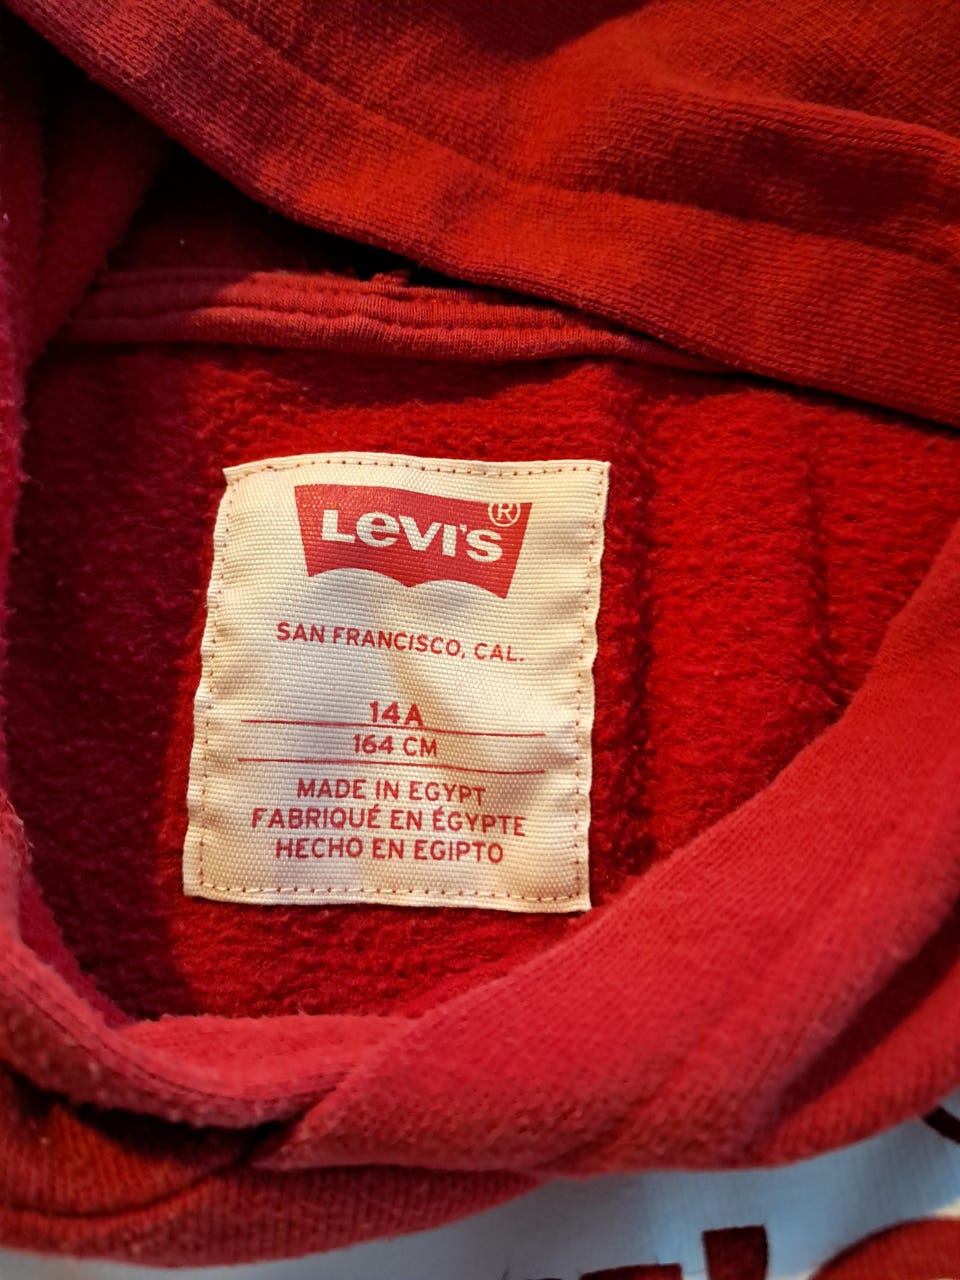 LEVI'S ®
SAN FRANCISCO, CAL.
14A
164 CM
MADE IN EGYPT
FABRIQUÉ EN ÉGYPTE
HECHO EN EGIPTO